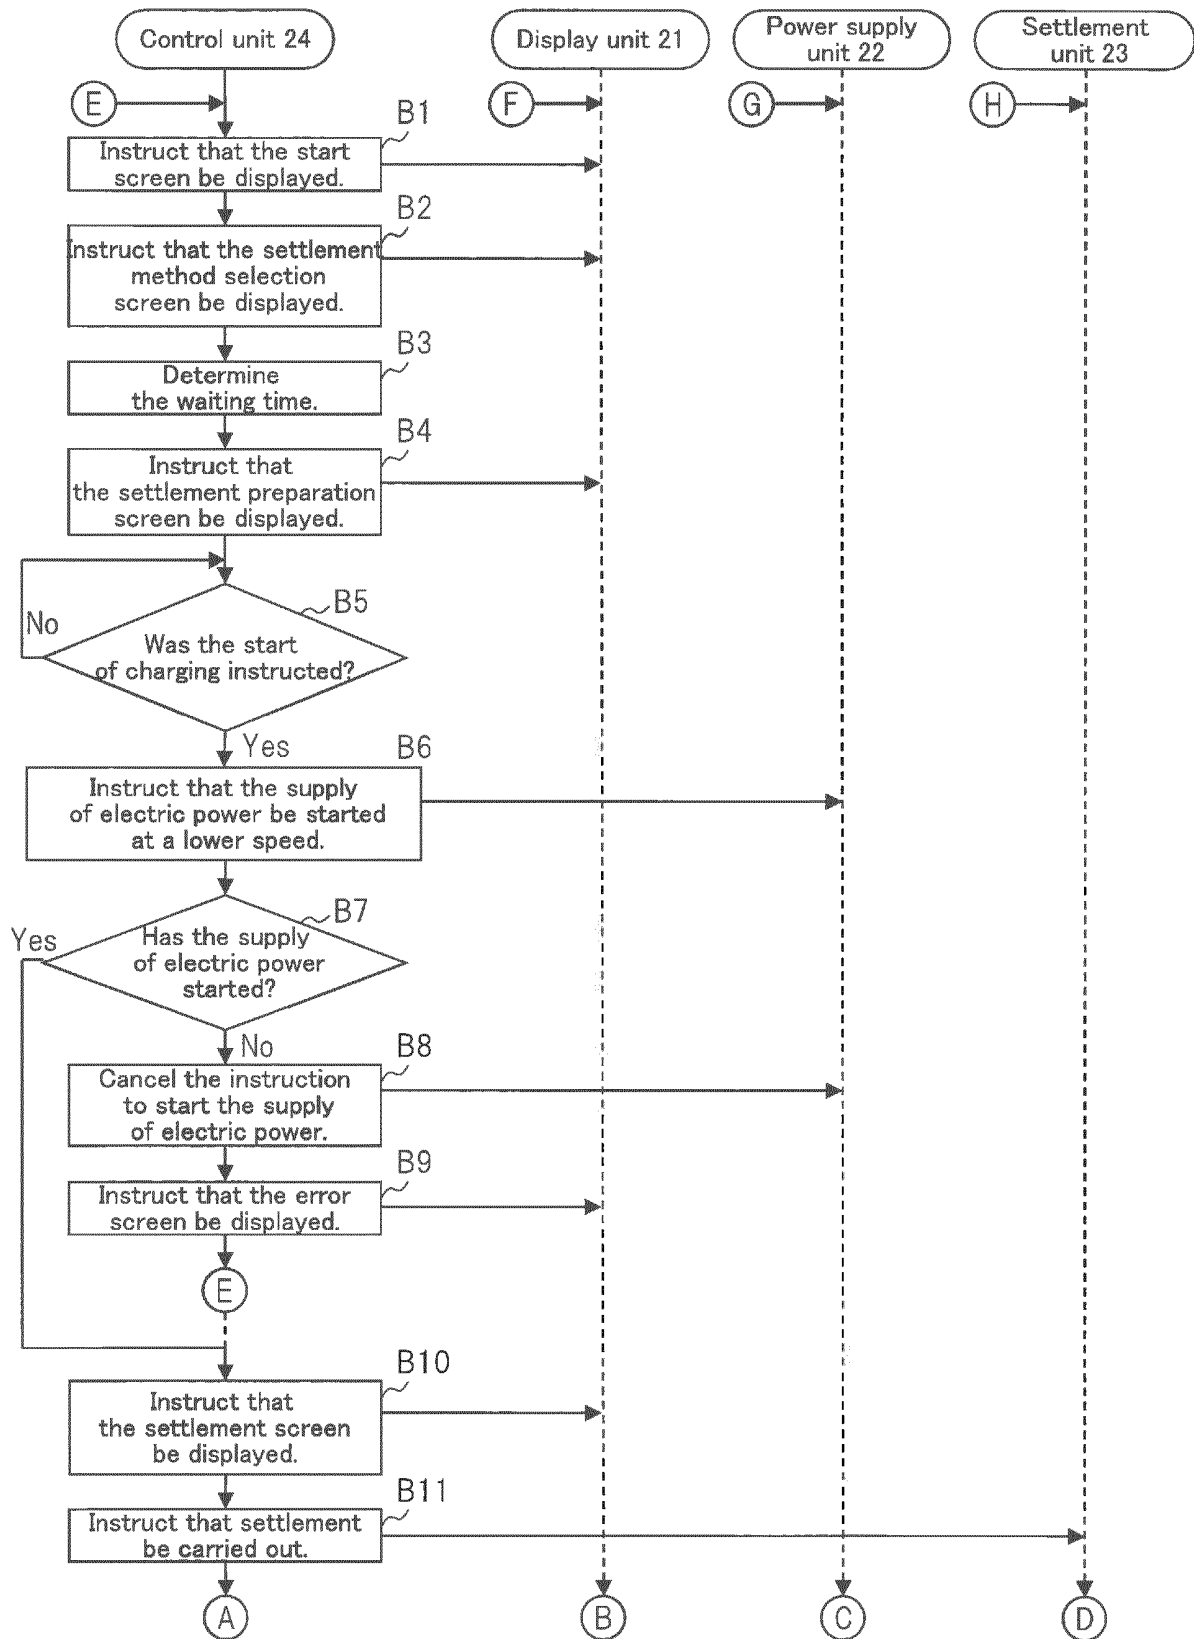 Control unit 24
Display unit 21
Power supply
unit 22
Settlement
unit 23
E
F
G
H
B1
Instruct that the start
screen be displayed.
B2
Instruct that the settlement
method selection
screen be displayed.
B3
Determine
the waiting time.
B4
Instruct that
the settlement preparation
screen be displayed.
B5
No
Was the start
of charging instructed?
Yes
B6
Instruct that the supply
of electric power be started
at a lower speed.
B7
Yes
Has the supply
of electric power
started?
No
B8
Cancel the instruction
to start the supply
of electric power.
B9
Instruct that the error
screen be displayed.
E
B10
Instruct that
the settlement screen
be displayed.
B11
Instruct that settlement
be carried out.
A
B
C
D